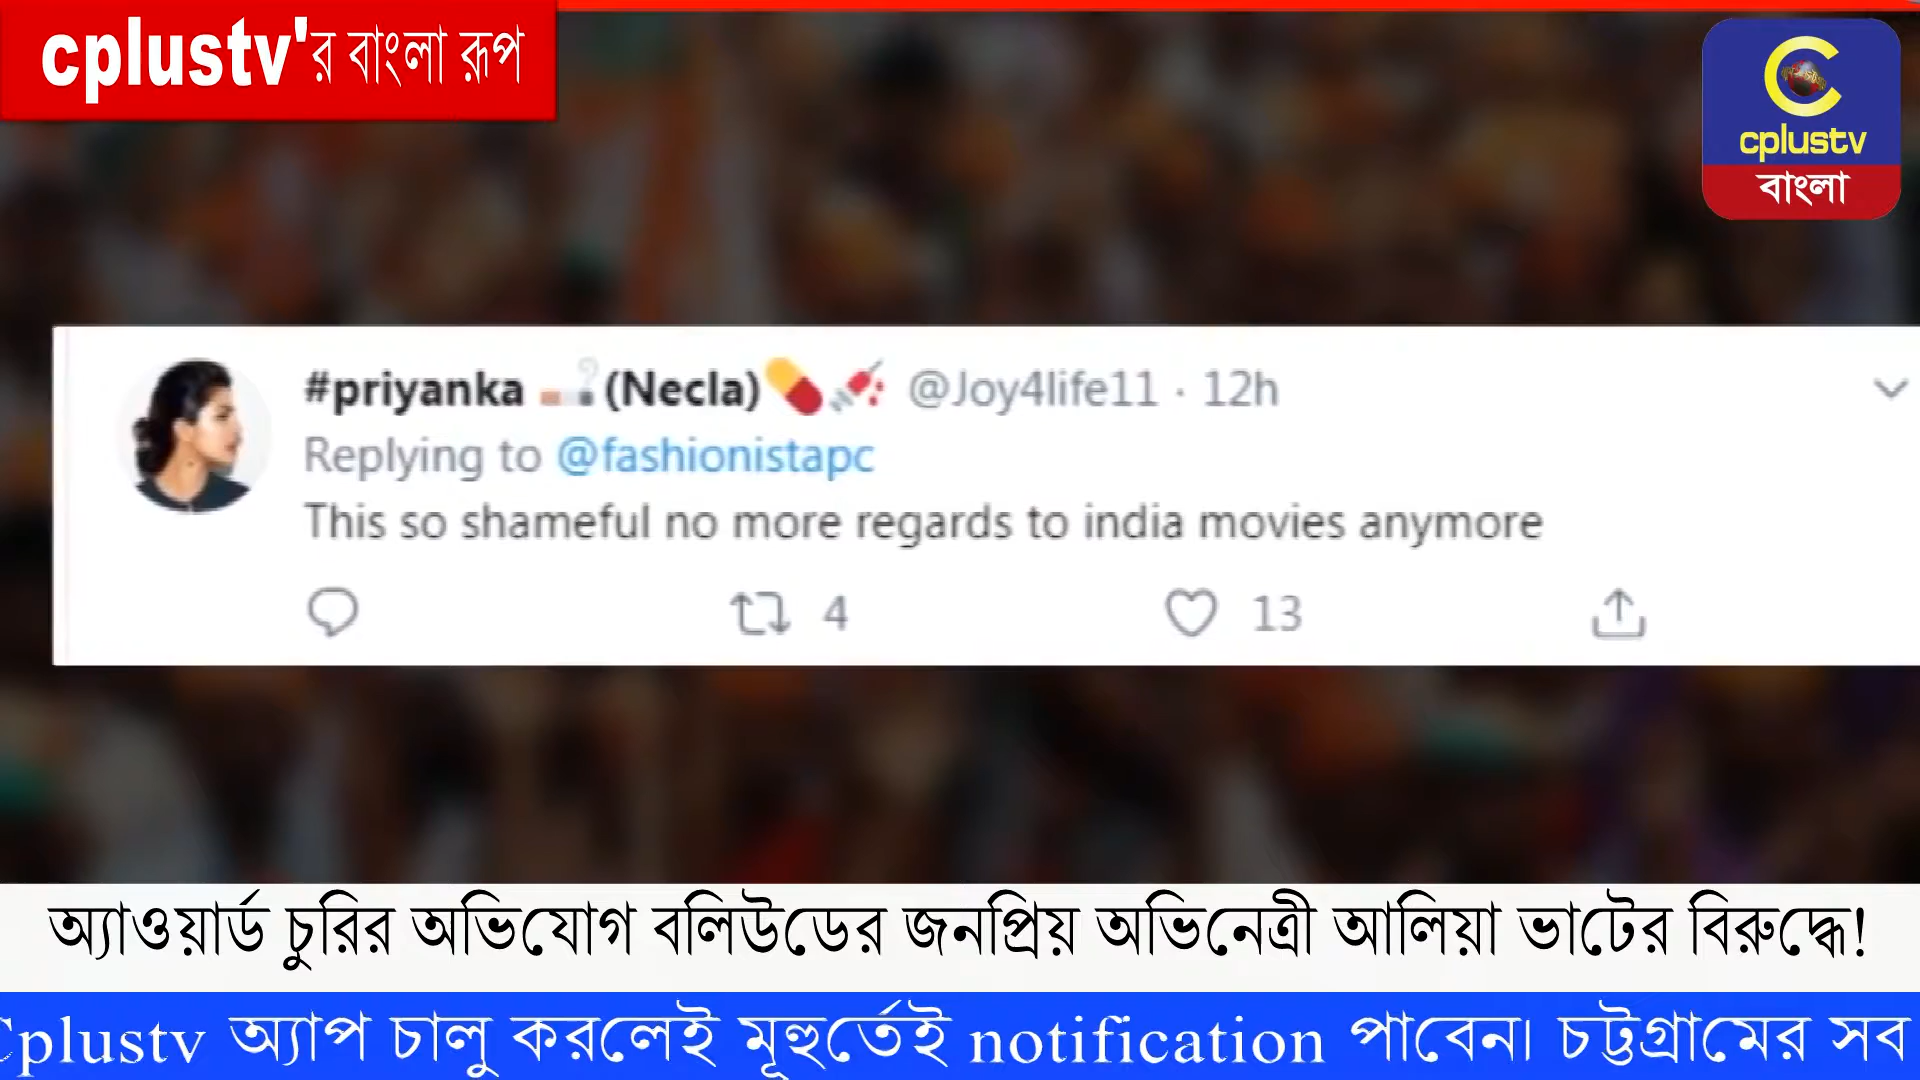 cplustv'র বাংলা রূপ
cplustv
বাংলা
#priyanka 🚬(Necla)💊💉 @Joy4life11 · 12h
Replying to @fashionistapc
This so shameful no more regards to india movies anymore
4 13
অ্যাওয়ার্ড চুরির অভিযোগ বলিউডের জনপ্রিয় অভিনেত্রী আলিয়া ভাটের বিরুদ্ধে!
Cplustv অ্যাপ চালু করলেই মূহুর্তেই notification পাবেন। চট্টগ্রামের সব